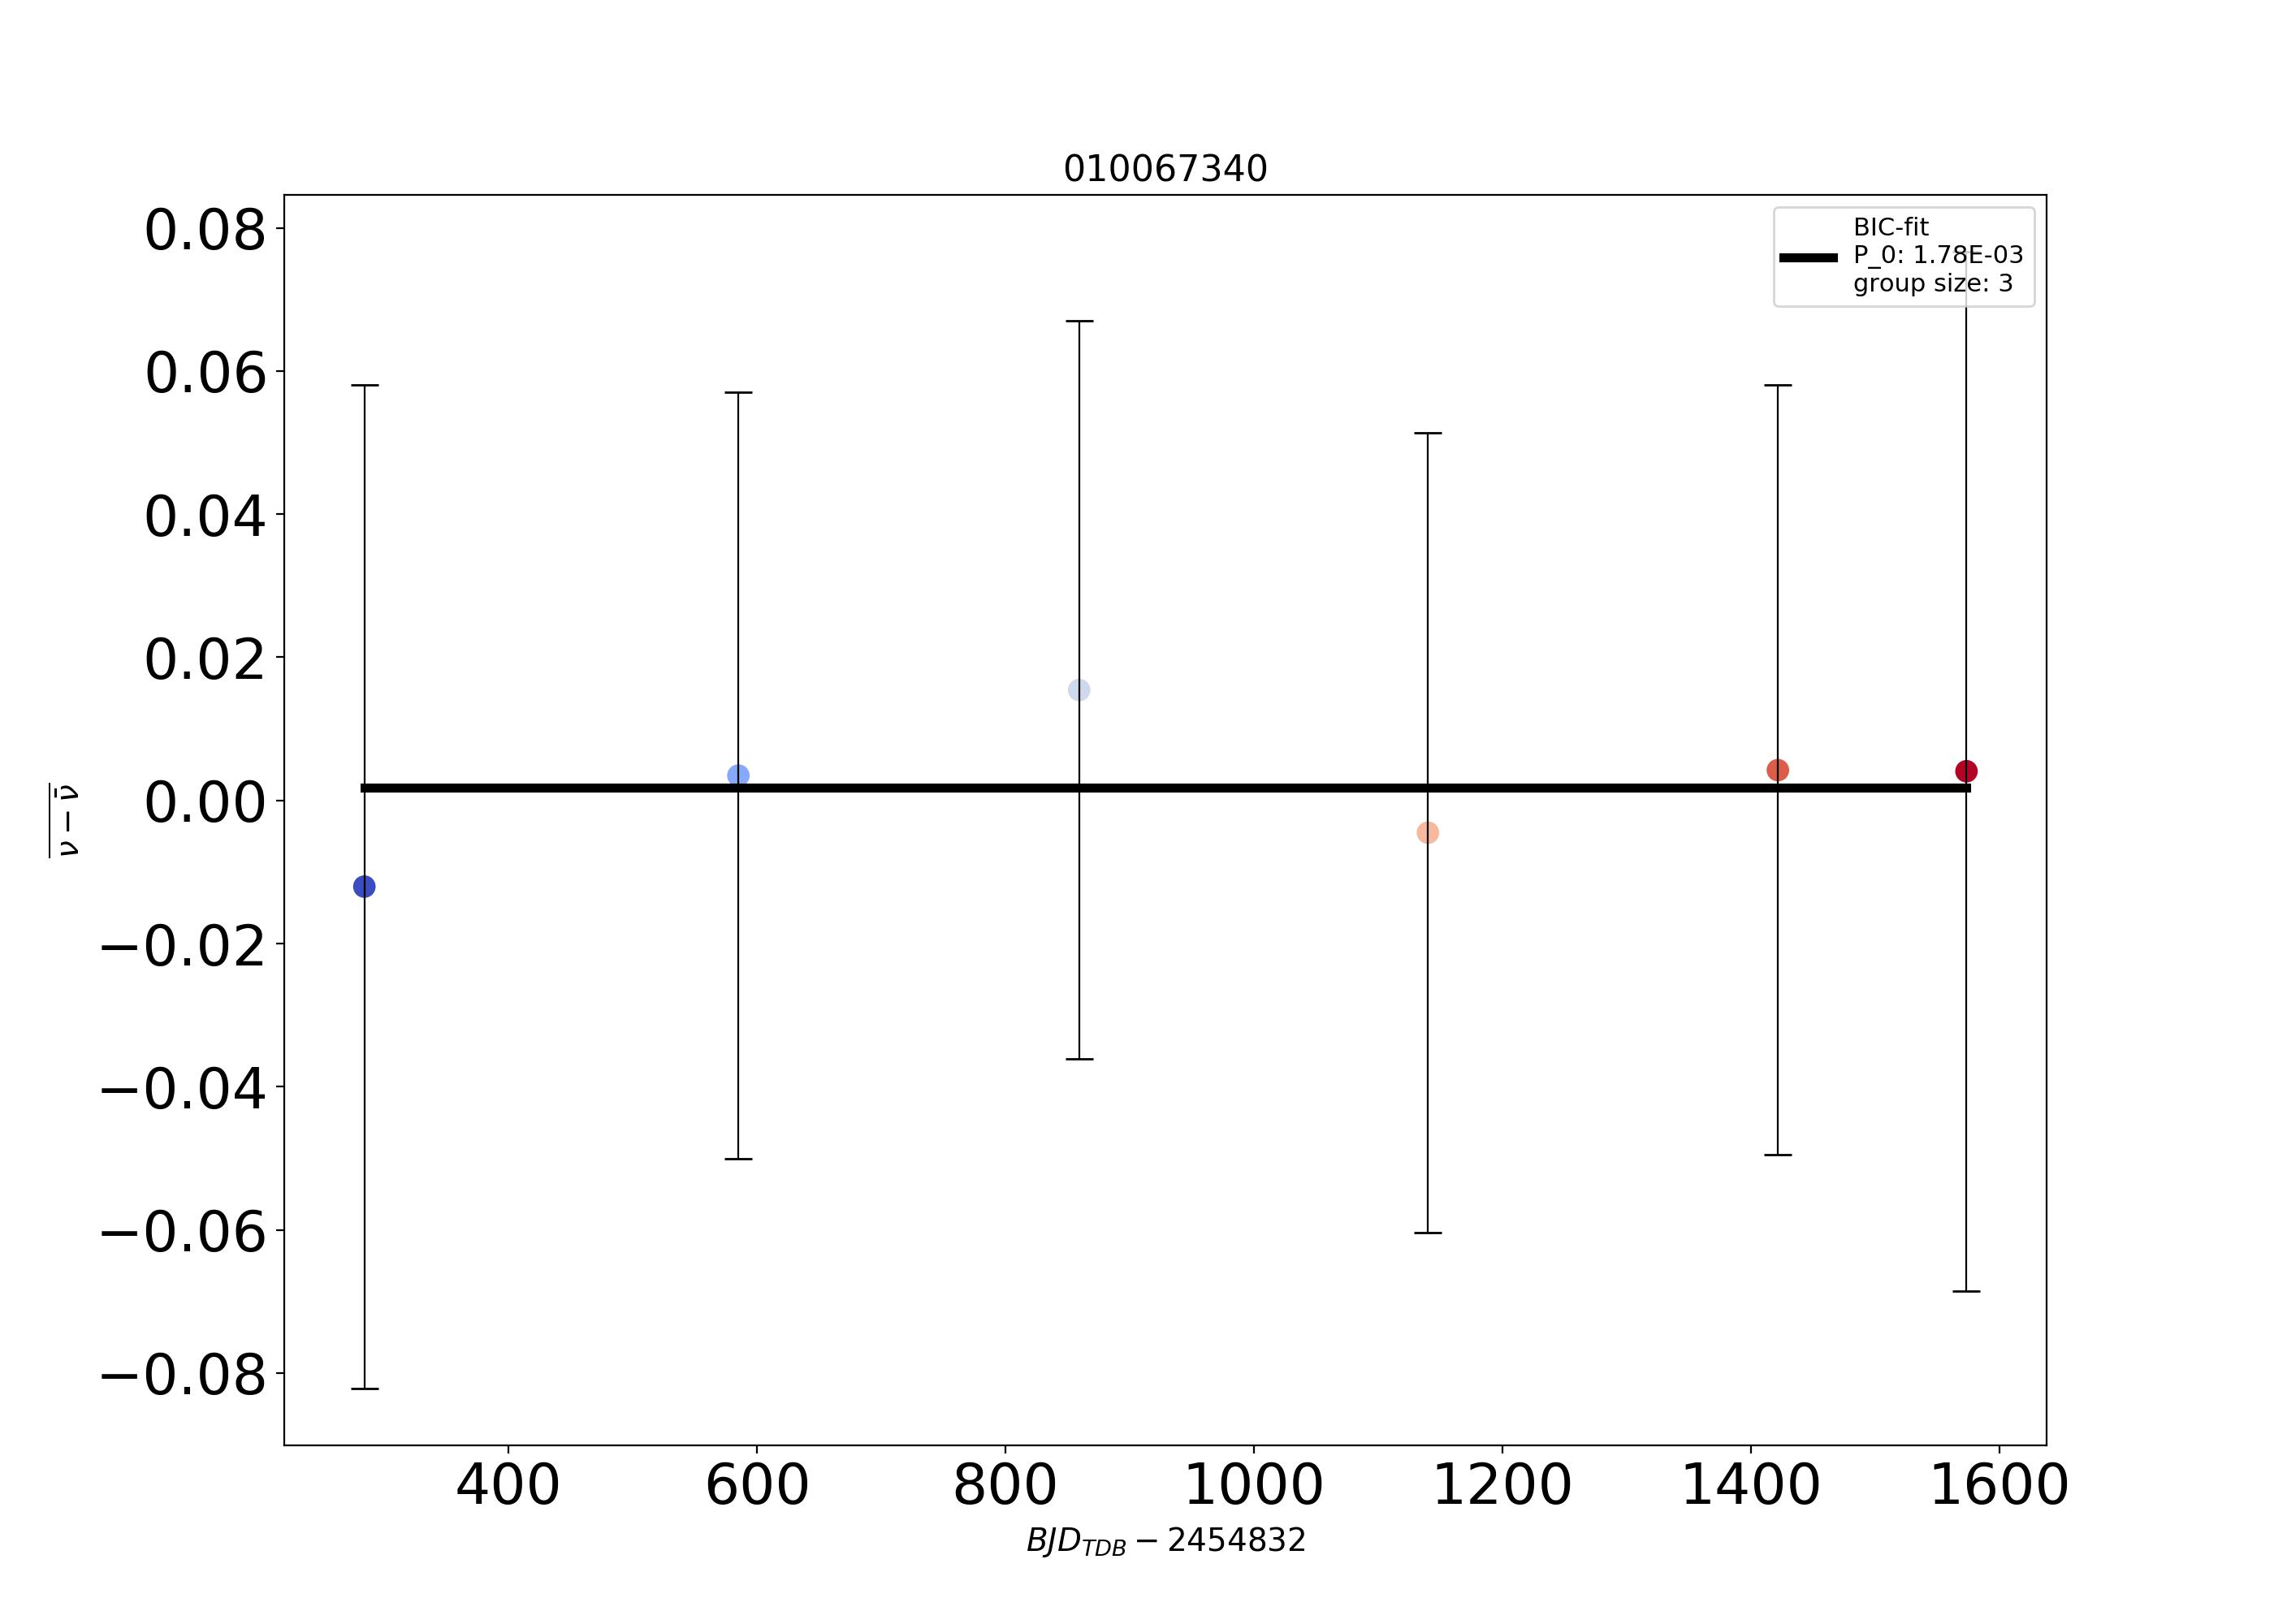 010067340
BIC-fit
P_0: 1.78E-03
group size: 3
0.08
0.06
0.04
0.02
0.00
−0.02
−0.04
−0.06
−0.08
ν − ν̄
400 600 800 1000 1200 1400 1600
BJD_TDB − 2454832